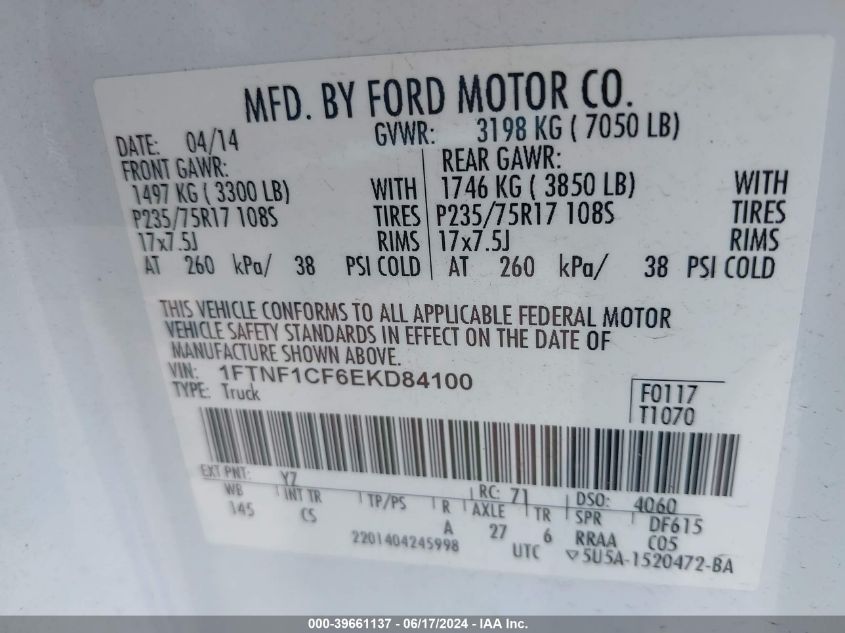 MFD. BY FORD MOTOR CO.
DATE: 04/14 GVWR: 3198 KG ( 7050 LB)
FRONT GAWR: REAR GAWR:
1497 KG ( 3300 LB) WITH 1746 KG ( 3850 LB) WITH
P235/75R17 108S TIRES P235/75R17 108S TIRES
17x7.5J RIMS 17x7.5J RIMS
AT 260 kPa/ 38 PSI COLD AT 260 kPa/ 38 PSI COLD
THIS VEHICLE CONFORMS TO ALL APPLICABLE FEDERAL MOTOR
VEHICLE SAFETY STANDARDS IN EFFECT ON THE DATE OF
MANUFACTURE SHOWN ABOVE.
VIN: 1FTNF1CF6EKD84100
TYPE: Truck
F0117
T1070
EXT PNT: YZ RC: 71 DSO: 4060
WB INT TR TP/PS R AXLE TR SPR DF615
145 CS A 27 6 RRAA C05
2201404245998 UTC ▽5U5A-1520472-BA
000-39661137 - 06/17/2024 - IAA Inc.